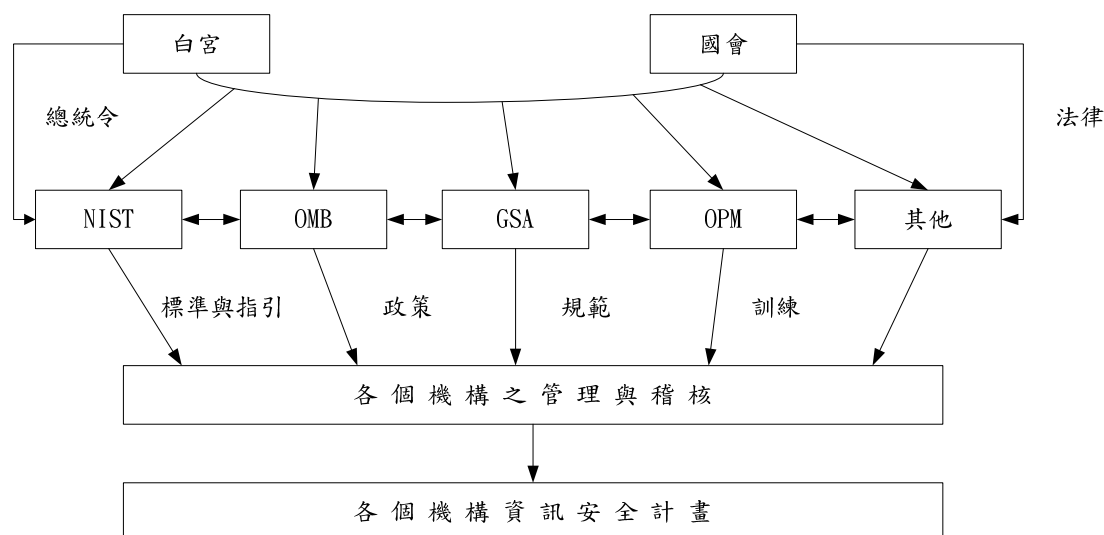 白宮
國會
總統令
法律
NIST
OMB
GSA
OPM
其他
標準與指引
政策
規範
訓練
各個機構之管理與稽核
各個機構資訊安全計畫